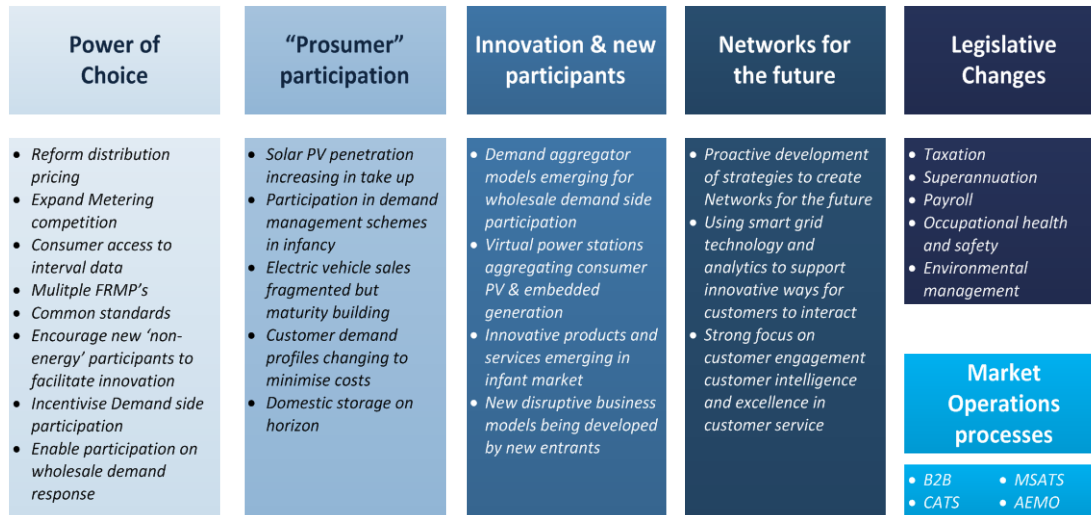 Power of
Choice
• Reform distribution
pricing
• Expand Metering
competition
• Consumer access to
interval data
• Mulitple FRMP’s
• Common standards
• Encourage new ‘non-
energy’ participants to
facilitate innovation
• Incentivise Demand side
participation
• Enable participation on
wholesale demand
response
“Prosumer”
participation
• Solar PV penetration
increasing in take up
• Participation in demand
management schemes
in infancy
• Electric vehicle sales
fragmented but
maturity building
• Customer demand
profiles changing to
minimise costs
• Domestic storage on
horizon
Innovation & new
participants
• Demand aggregator
models emerging for
wholesale demand side
participation
• Virtual power stations
aggregating consumer
PV & embedded
generation
• Innovative products and
services emerging in
infant market
• New disruptive business
models being developed
by new entrants
Networks for
the future
• Proactive development
of strategies to create
Networks for the future
• Using smart grid
technology and
analytics to support
innovative ways for
customers to interact
• Strong focus on
customer engagement
customer intelligence
and excellence in
customer service
Legislative
Changes
• Taxation
• Superannuation
• Payroll
• Occupational health
and safety
• Environmental
management
Market
Operations
processes
• B2B • MSATS
• CATS • AEMO